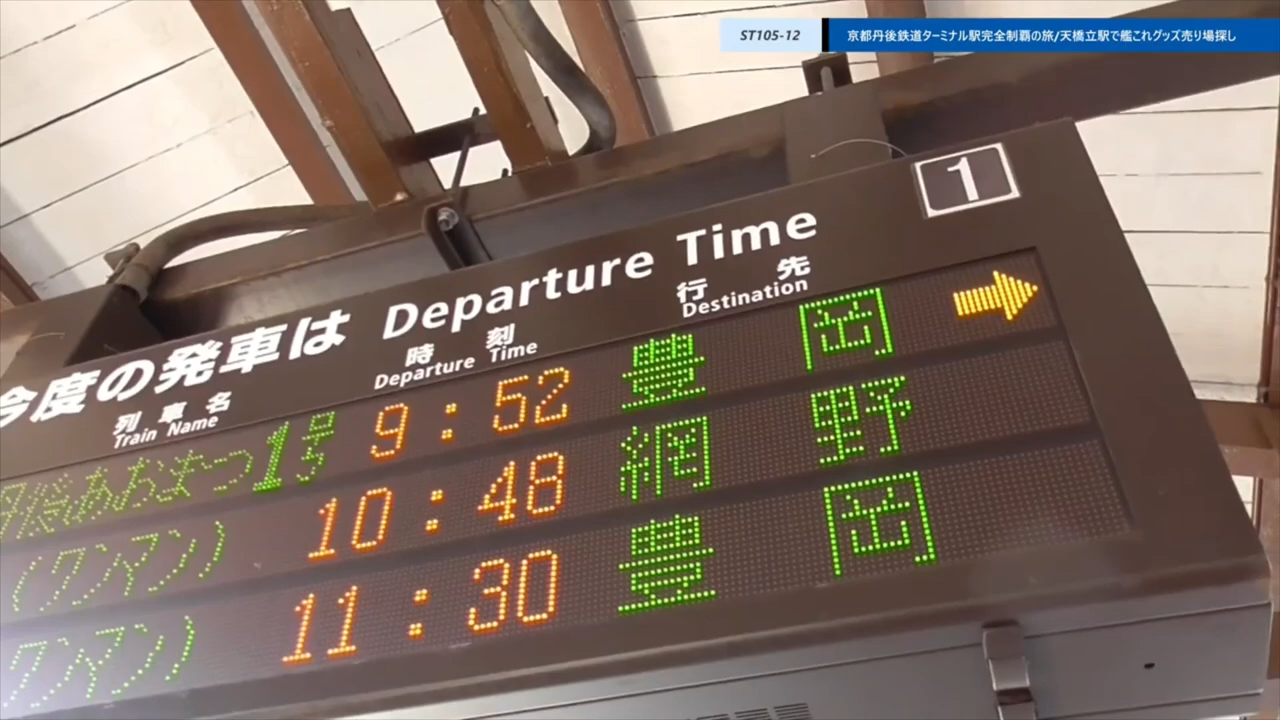 ST105-12 京都丹後鉄道ターミナル駅完全制覇の旅/天橋立駅で艦これグッズ売り場探し
1
今度の発車は Departure Time
列車名 時刻 行先
Train Name Departure Time Destination
丹後あおまつ1号 9:52 豊岡
(ワンマン) 10:48 網野
ワンマン) 11:30 豊岡